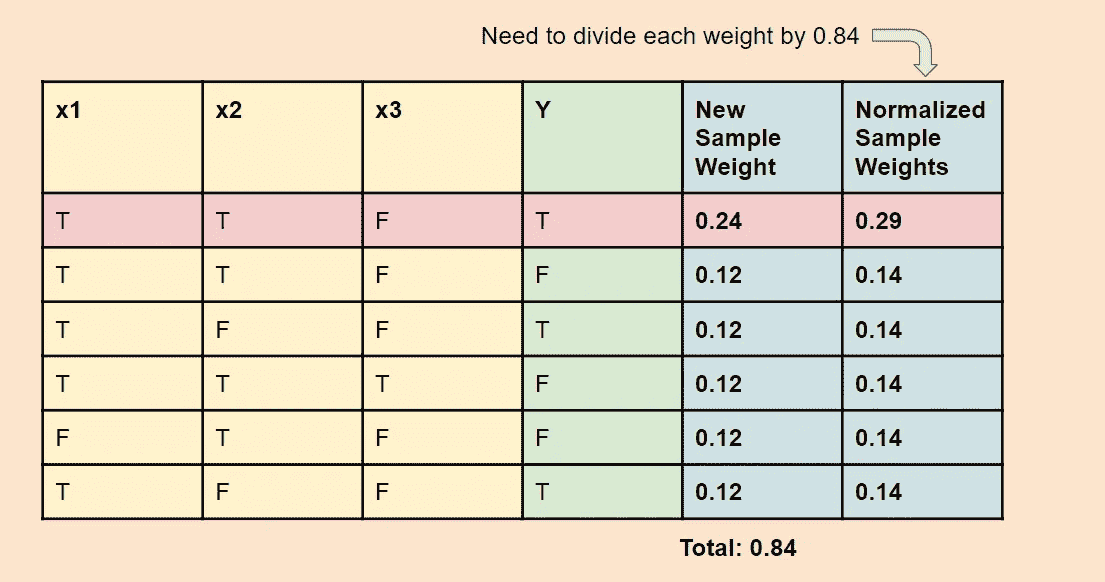 Need to divide each weight by 0.84
x1 x2 x3 Y New Sample Weight Normalized Sample Weights
T T F T 0.24 0.29
T T F F 0.12 0.14
T F F T 0.12 0.14
T T T F 0.12 0.14
F T F F 0.12 0.14
T F F T 0.12 0.14
Total: 0.84